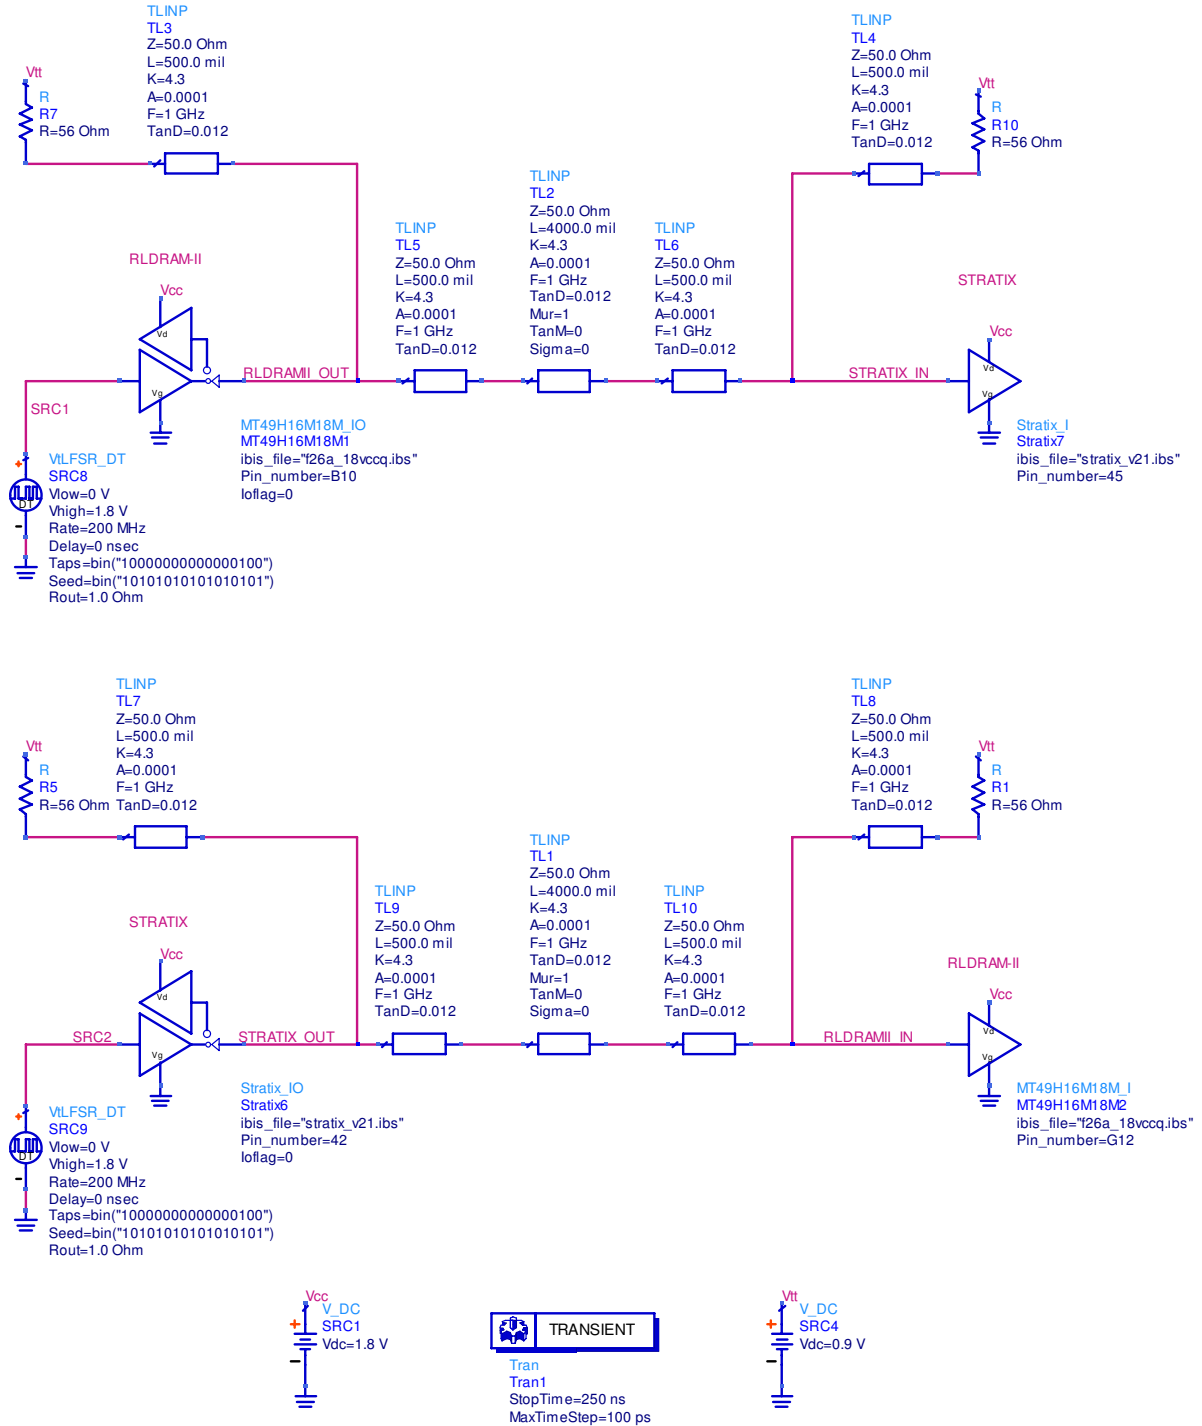 TLINP
TL3
Z=50.0 Ohm
L=500.0 mil
K=4.3
A=0.0001
F=1 GHz
TanD=0.012
Vtt
R
R7
R=56 Ohm
TLINP
TL4
Z=50.0 Ohm
L=500.0 mil
K=4.3
A=0.0001
F=1 GHz
TanD=0.012
Vtt
R
R10
R=56 Ohm
TLINP
TL5
Z=50.0 Ohm
L=500.0 mil
K=4.3
A=0.0001
F=1 GHz
TanD=0.012
TLINP
TL2
Z=50.0 Ohm
L=4000.0 mil
K=4.3
A=0.0001
F=1 GHz
TanD=0.012
Mur=1
TanM=0
Sigma=0
TLINP
TL6
Z=50.0 Ohm
L=500.0 mil
K=4.3
A=0.0001
F=1 GHz
TanD=0.012
RLDRAM-II
Vcc
Vd
Vg
RLDRAMII_OUT
SRC1
MT49H16M18M_IO
MT49H16M18M1
ibis_file="f26a_18vccq.ibs"
Pin_number=B10
Ioflag=0
STRATIX
Vcc
Vd
Vg
STRATIX_IN
Stratix_I
Stratix7
ibis_file="stratix_v21.ibs"
Pin_number=45
DT
VtLFSR_DT
SRC8
Vlow=0 V
Vhigh=1.8 V
Rate=200 MHz
Delay=0 nsec
Taps=bin("10000000000000100")
Seed=bin("10101010101010101")
Rout=1.0 Ohm
TLINP
TL7
Z=50.0 Ohm
L=500.0 mil
K=4.3
A=0.0001
F=1 GHz
TanD=0.012
Vtt
R
R5
R=56 Ohm
TLINP
TL8
Z=50.0 Ohm
L=500.0 mil
K=4.3
A=0.0001
F=1 GHz
TanD=0.012
Vtt
R
R1
R=56 Ohm
TLINP
TL9
Z=50.0 Ohm
L=500.0 mil
K=4.3
A=0.0001
F=1 GHz
TanD=0.012
TLINP
TL1
Z=50.0 Ohm
L=4000.0 mil
K=4.3
A=0.0001
F=1 GHz
TanD=0.012
Mur=1
TanM=0
Sigma=0
TLINP
TL10
Z=50.0 Ohm
L=500.0 mil
K=4.3
A=0.0001
F=1 GHz
TanD=0.012
STRATIX
Vcc
Vd
Vg
SRC2
STRATIX_OUT
Stratix_IO
Stratix6
ibis_file="stratix_v21.ibs"
Pin_number=42
Ioflag=0
RLDRAM-II
Vcc
Vd
Vg
RLDRAMII_IN
MT49H16M18M_I
MT49H16M18M2
ibis_file="f26a_18vccq.ibs"
Pin_number=G12
DT
VtLFSR_DT
SRC9
Vlow=0 V
Vhigh=1.8 V
Rate=200 MHz
Delay=0 nsec
Taps=bin("10000000000000100")
Seed=bin("10101010101010101")
Rout=1.0 Ohm
Vcc
V_DC
SRC1
Vdc=1.8 V
TRANSIENT
Tran
Tran1
StopTime=250 ns
MaxTimeStep=100 ps
Vtt
V_DC
SRC4
Vdc=0.9 V